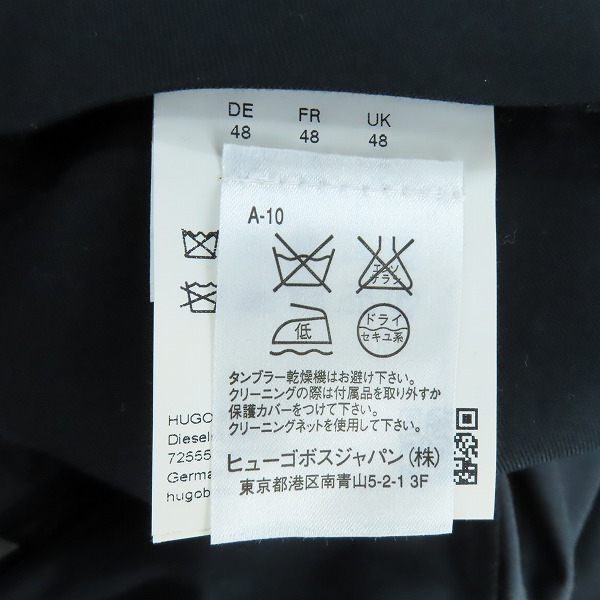 DE FR UK
48 48 48
A-10
エンソ
サラシ
低
ドライ
セキユ系
タンブラー乾燥機はお避け下さい。
クリーニングの際は付属品を取り外すか
保護カバーをつけて下さい。
クリーニングネットを使用して下さい。
ヒューゴボスジャパン(株)
東京都港区南青山5-2-1 3F
HUGO
Diesels
72555
Germa
hugob